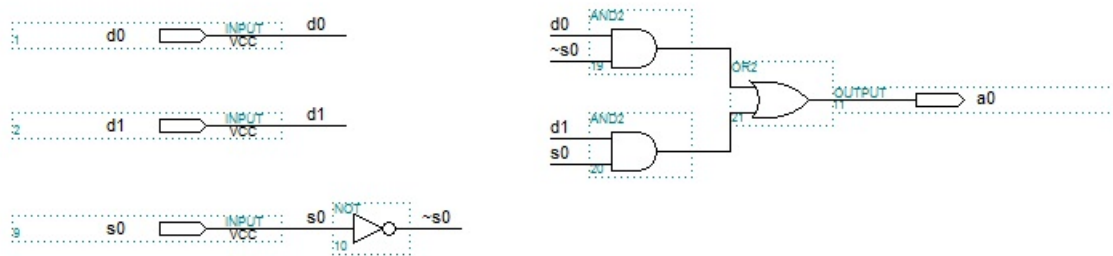 1 d0 INPUT VCC d0
2 d1 INPUT VCC d1
9 s0 INPUT VCC s0 NOT 10 ~s0
d0 AND2
~s0 19
OR2
21
OUTPUT 11 a0
d1 AND2
s0 20